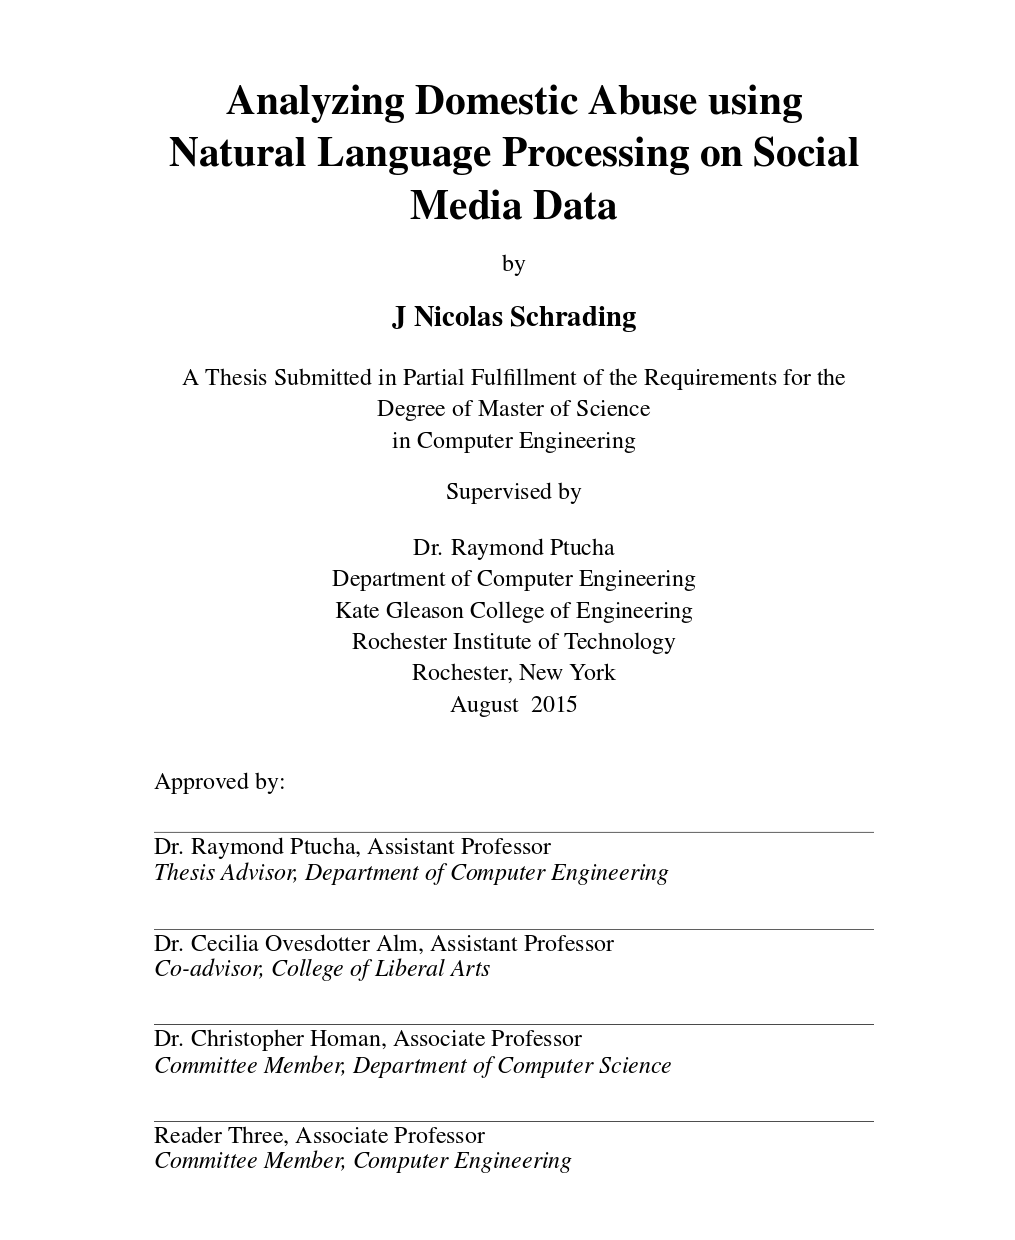 Analyzing Domestic Abuse using
Natural Language Processing on Social
Media Data
by
J Nicolas Schrading
A Thesis Submitted in Partial Fulfillment of the Requirements for the
Degree of Master of Science
in Computer Engineering
Supervised by
Dr. Raymond Ptucha
Department of Computer Engineering
Kate Gleason College of Engineering
Rochester Institute of Technology
Rochester, New York
August 2015
Approved by:
Dr. Raymond Ptucha, Assistant Professor
Thesis Advisor, Department of Computer Engineering
Dr. Cecilia Ovesdotter Alm, Assistant Professor
Co-advisor, College of Liberal Arts
Dr. Christopher Homan, Associate Professor
Committee Member, Department of Computer Science
Reader Three, Associate Professor
Committee Member, Computer Engineering